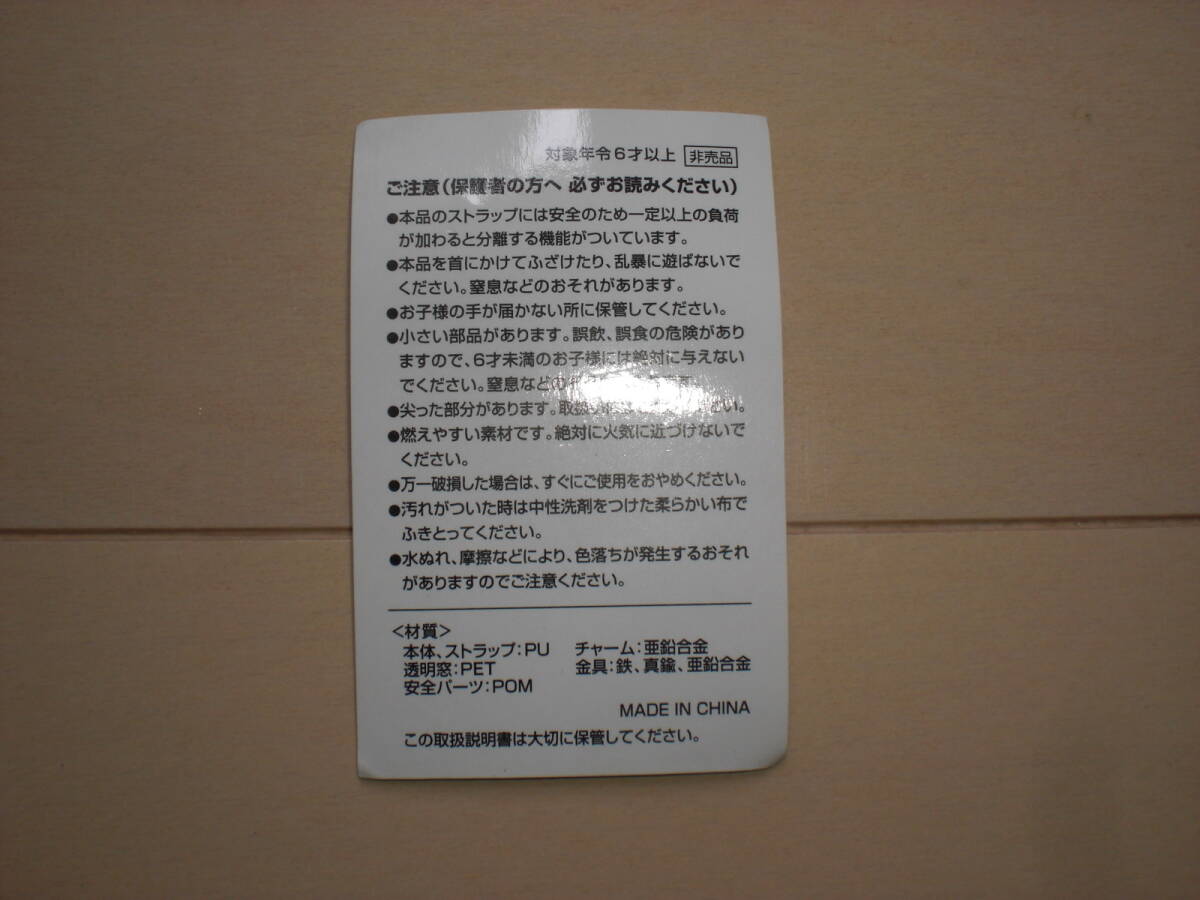 対象年令6才以上 非売品
ご注意(保護者の方へ 必ずお読みください)
●本品のストラップには安全のため一定以上の負荷
が加わると分離する機能がついています。
●本品を首にかけてふざけたり、乱暴に遊ばないで
ください。窒息などのおそれがあります。
●お子様の手が届かない所に保管してください。
●小さい部品があります。誤飲、誤食の危険があり
ますので、6才未満のお子様には絶対に与えない
でください。窒息などの
●尖った部分があります。取扱い
●燃えやすい素材です。絶対に火気に近づけないで
ください。
●万一破損した場合は、すぐにご使用をおやめください。
●汚れがついた時は中性洗剤をつけた柔らかい布で
ふきとってください。
●水ぬれ、摩擦などにより、色落ちが発生するおそれ
がありますのでご注意ください。
<材質>
本体、ストラップ:PU チャーム:亜鉛合金
透明窓:PET 金具:鉄、真鍮、亜鉛合金
安全パーツ:POM
MADE IN CHINA
この取扱説明書は大切に保管してください。